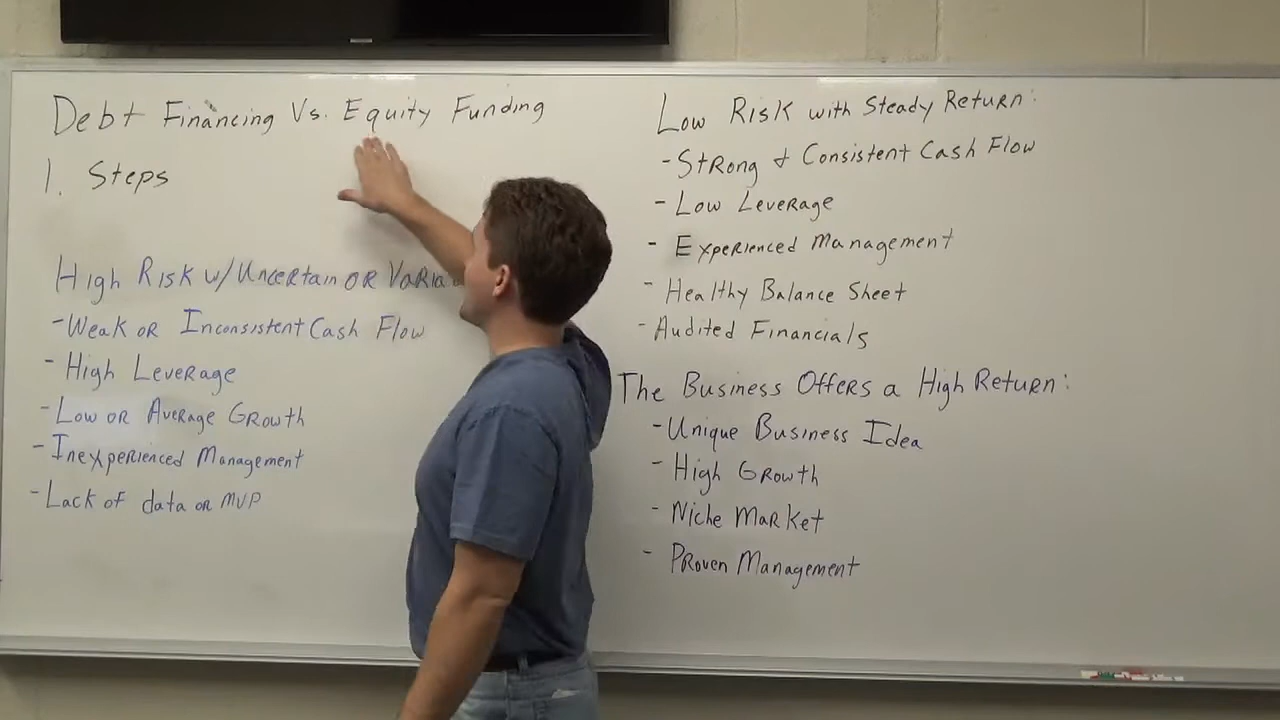 Debt Financing Vs. Equity Funding
1. Steps
High Risk w/ Uncertain OR
- Weak or Inconsistent Cash Flow
- High Leverage
- Low or Average Growth
- Inexperienced Management
- Lack of data or MVP
Low Risk with Steady Return:
- Strong & Consistent Cash Flow
- Low Leverage
- Experienced Management
- Healthy Balance Sheet
- Audited Financials
The Business Offers a High Return:
- Unique Business Idea
- High Growth
- Niche Market
- Proven Management